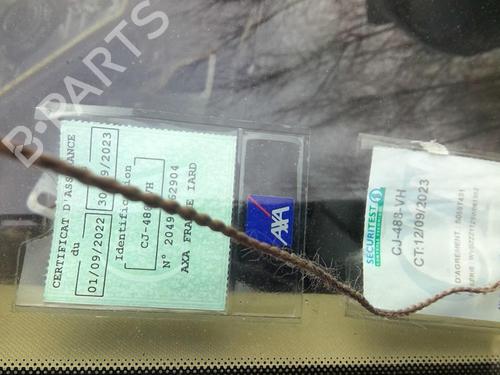 B-PARTS
CERTIFICAT D'ASSURANCE
du
01/09/2022 30/09/2023
Identification
CJ-488-VH
AXA FRANCE IARD
AXA
SECURITEST
CJ-488-VH
CT:12/09/2023